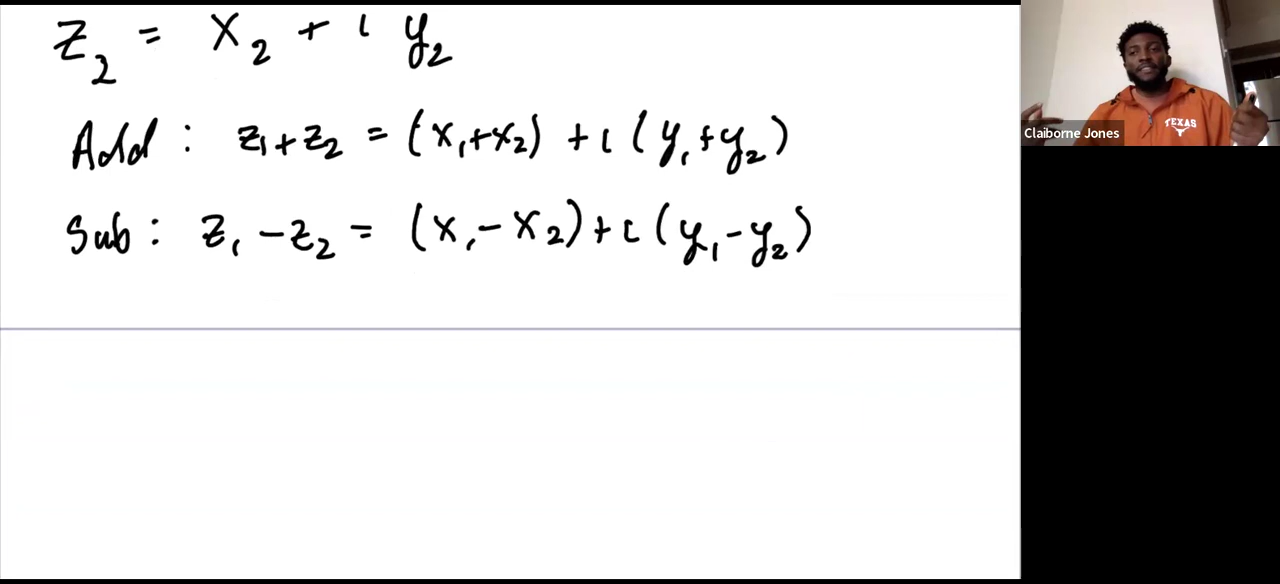 z₂ = x₂ + i y₂
Add : z₁+z₂ = (x₁+x₂) + i (y₁+y₂)
Sub : z₁ - z₂ = (x₁ - x₂) + i (y₁ - y₂)
TEXAS
Claiborne Jones